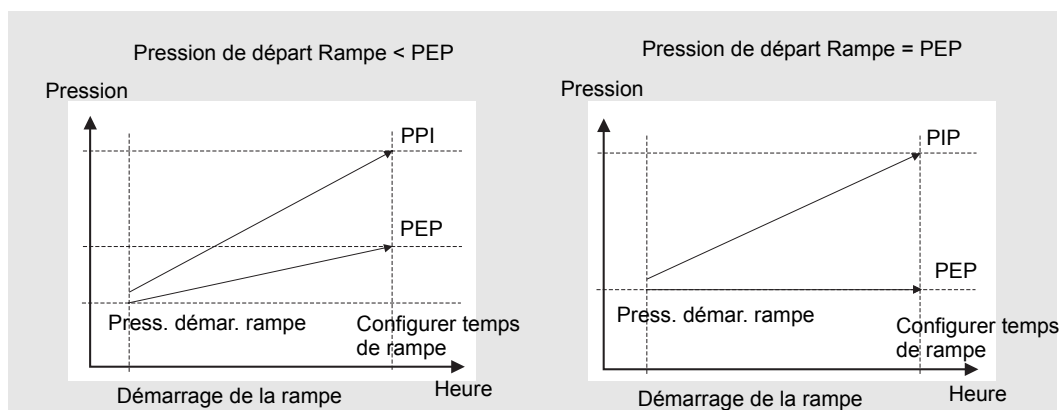 Pression de départ Rampe < PEP
Pression
PPI
PEP
Press. démar. rampe
Configurer temps
de rampe
Heure
Démarrage de la rampe
Pression de départ Rampe = PEP
Pression
PIP
PEP
Press. démar. rampe
Configurer temps
de rampe
Heure
Démarrage de la rampe